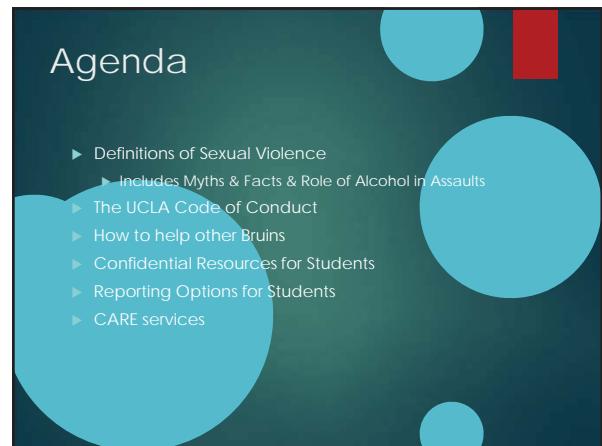 Agenda
Definitions of Sexual Violence
Includes Myths & Facts & Role of Alcohol in Assaults
The UCLA Code of Conduct
How to help other Bruins
Confidential Resources for Students
Reporting Options for Students
CARE services